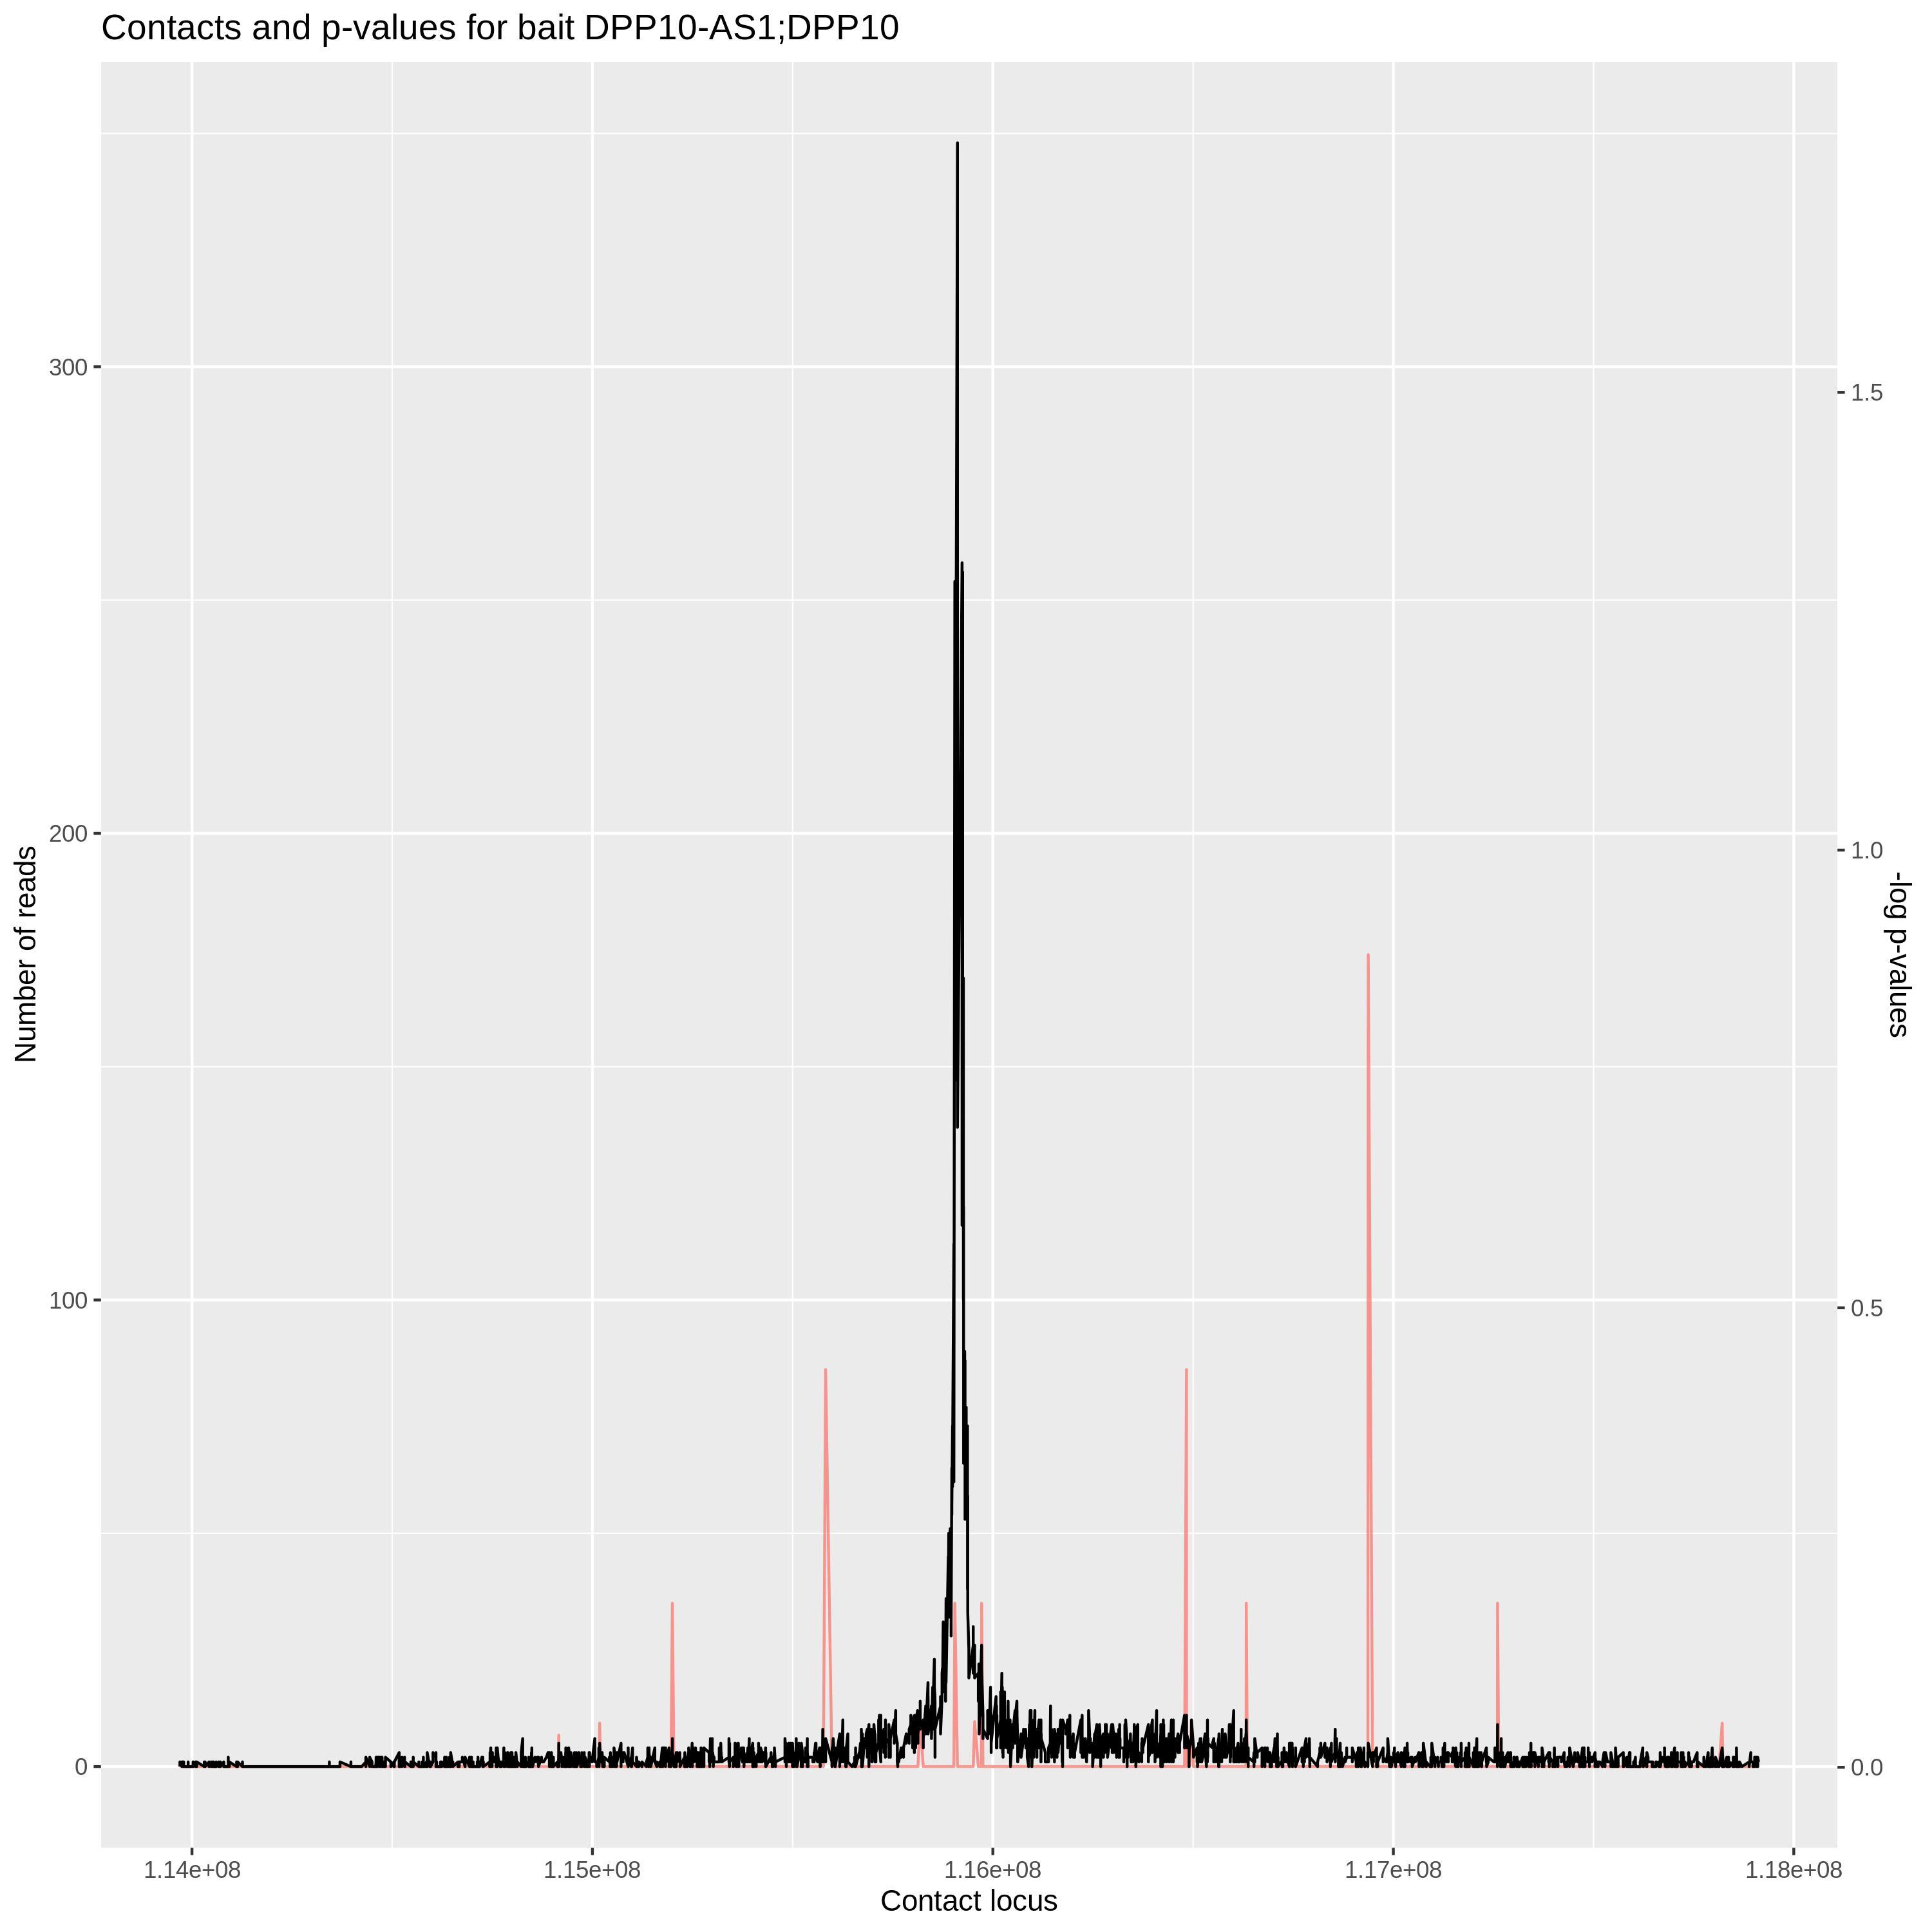 Contacts and p-values for bait DPP10-AS1;DPP10
300
200
100
0
Number of reads
1.5
1.0
0.5
0.0
-log p-values
1.14e+08
1.15e+08
1.16e+08
1.17e+08
1.18e+08
Contact locus